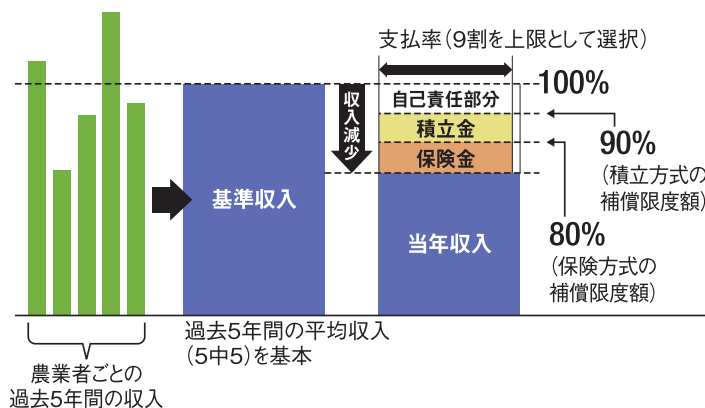 支払率（9割を上限として選択）
100%
収入減少
自己責任部分
積立金
保険金
90%
（積立方式の
補償限度額）
80%
（保険方式の
補償限度額）
基準収入
当年収入
過去5年間の平均収入
（5中5）を基本
農業者ごとの
過去5年間の収入